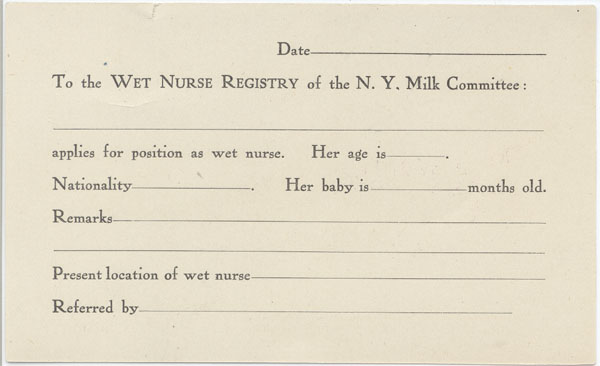 Date
To the WET NURSE REGISTRY of the N. Y. Milk Committee:
applies for position as wet nurse. Her age is .
Nationality . Her baby is months old.
Remarks
Present location of wet nurse
Referred by